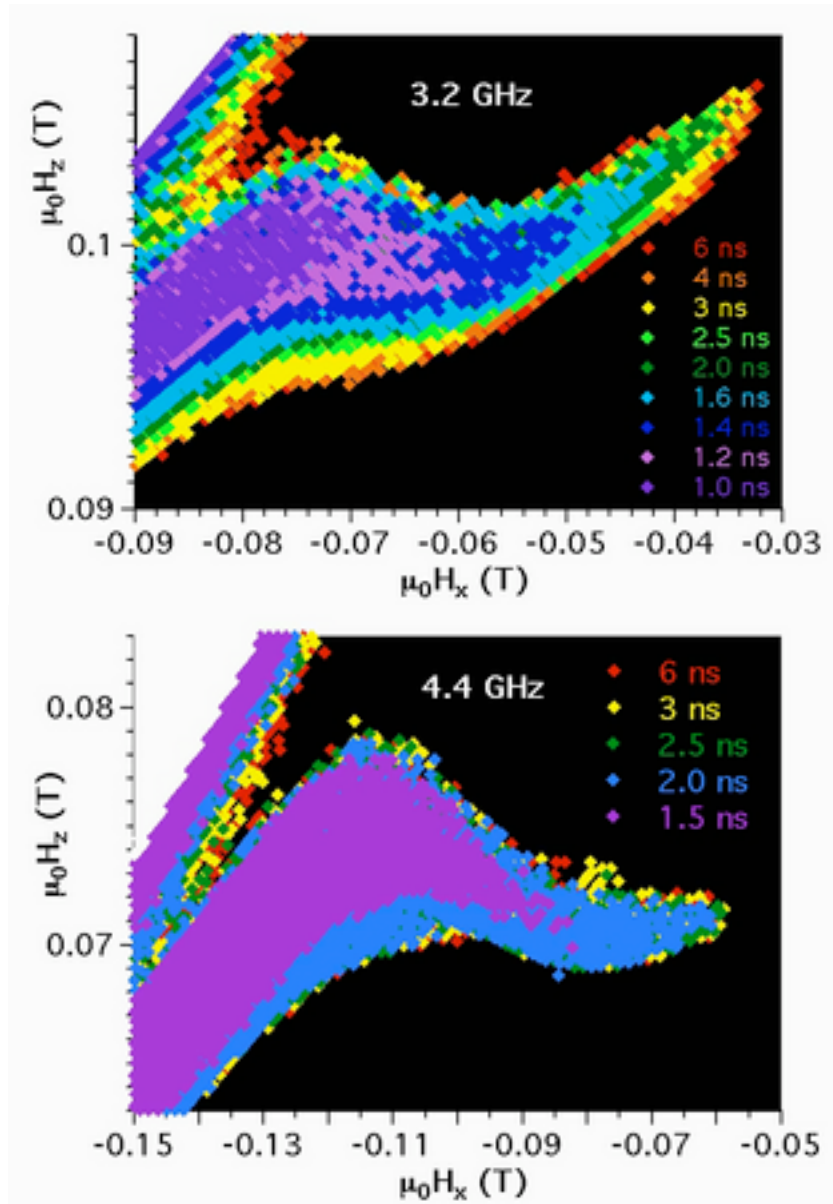 3.2 GHz
μ₀H_z (T)
0.1
0.09
6 ns
4 ns
3 ns
2.5 ns
2.0 ns
1.6 ns
1.4 ns
1.2 ns
1.0 ns
-0.09 -0.08 -0.07 -0.06 -0.05 -0.04 -0.03
μ₀H_x (T)
4.4 GHz
μ₀H_z (T)
0.08
0.07
6 ns
3 ns
2.5 ns
2.0 ns
1.5 ns
-0.15 -0.13 -0.11 -0.09 -0.07 -0.05
μ₀H_x (T)